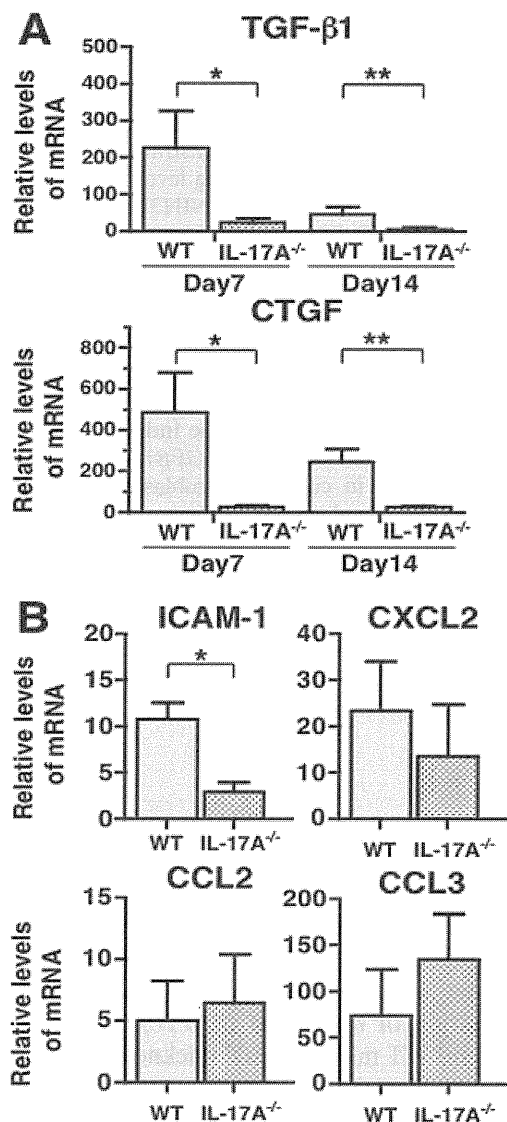 A
TGF-β1
Relative levels
of mRNA
500
400
300
200
100
0
*
**
WT IL-17A-/- WT IL-17A-/-
Day7 Day14
CTGF
Relative levels
of mRNA
800
600
400
200
0
*
**
WT IL-17A-/- WT IL-17A-/-
Day7 Day14
B
ICAM-1
Relative levels
of mRNA
20
15
10
5
0
*
WT IL-17A-/-
CXCL2
40
30
20
10
0
WT IL-17A-/-
CCL2
Relative levels
of mRNA
15
10
5
0
WT IL-17A-/-
CCL3
200
150
100
50
0
WT IL-17A-/-